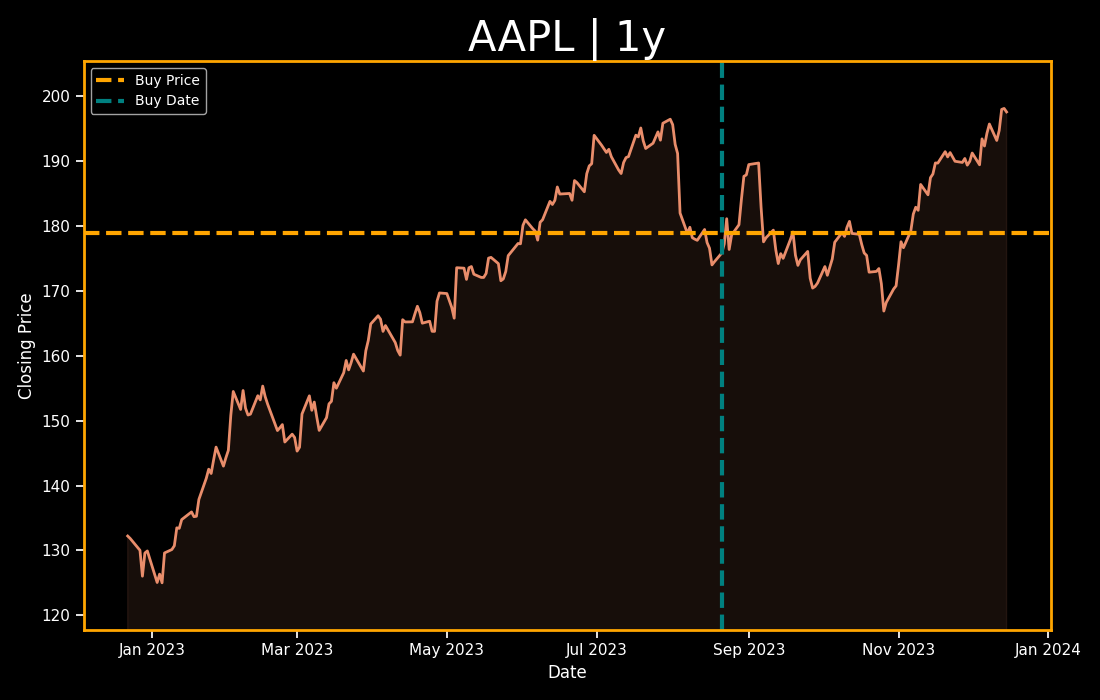 AAPL | 1y
Buy Price
Buy Date
Closing Price
200
190
180
170
160
150
140
130
120
Jan 2023 Mar 2023 May 2023 Jul 2023 Sep 2023 Nov 2023 Jan 2024
Date